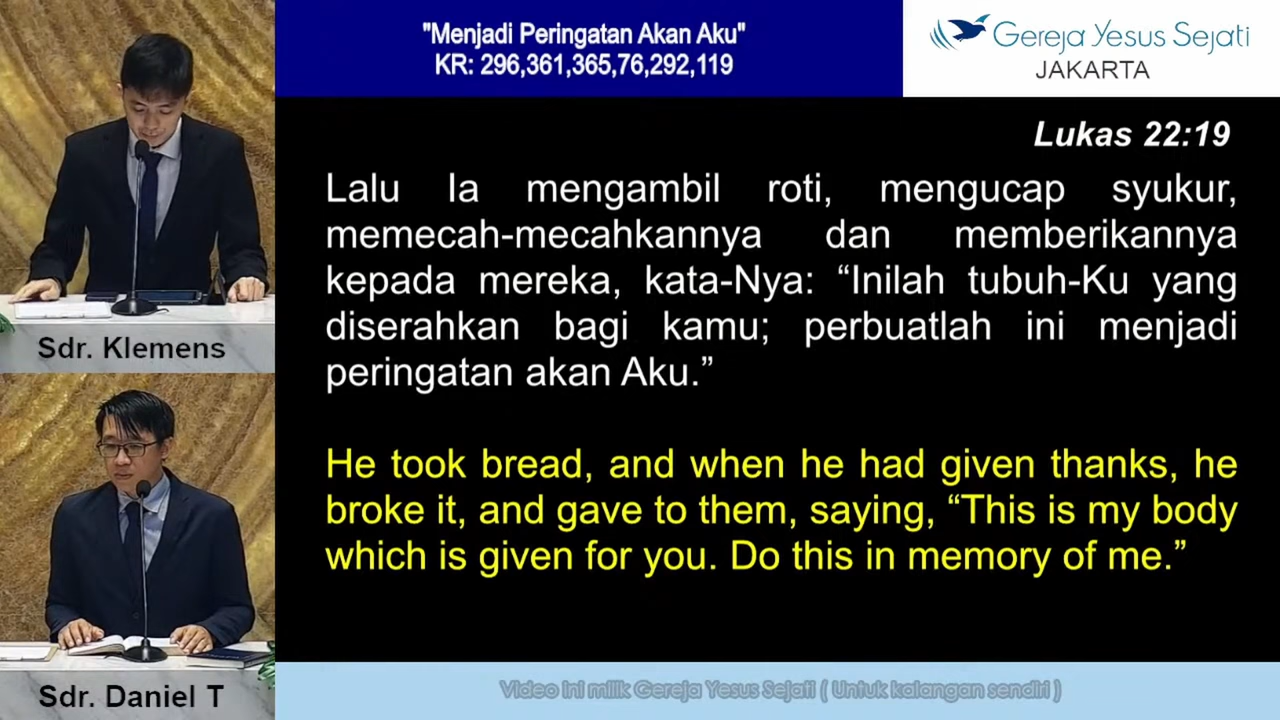 "Menjadi Peringatan Akan Aku"
KR: 296,361,365,76,292,119
Gereja Yesus Sejati
JAKARTA
Lukas 22:19
Lalu Ia mengambil roti, mengucap syukur,
memecah-mecahkannya dan memberikannya
kepada mereka, kata-Nya: “Inilah tubuh-Ku yang
diserahkan bagi kamu; perbuatlah ini menjadi
peringatan akan Aku.”
He took bread, and when he had given thanks, he
broke it, and gave to them, saying, “This is my body
which is given for you. Do this in memory of me.”
Sdr. Klemens
Sdr. Daniel T
Video ini milik Gereja Yesus Sejati ( Untuk kalangan sendiri )